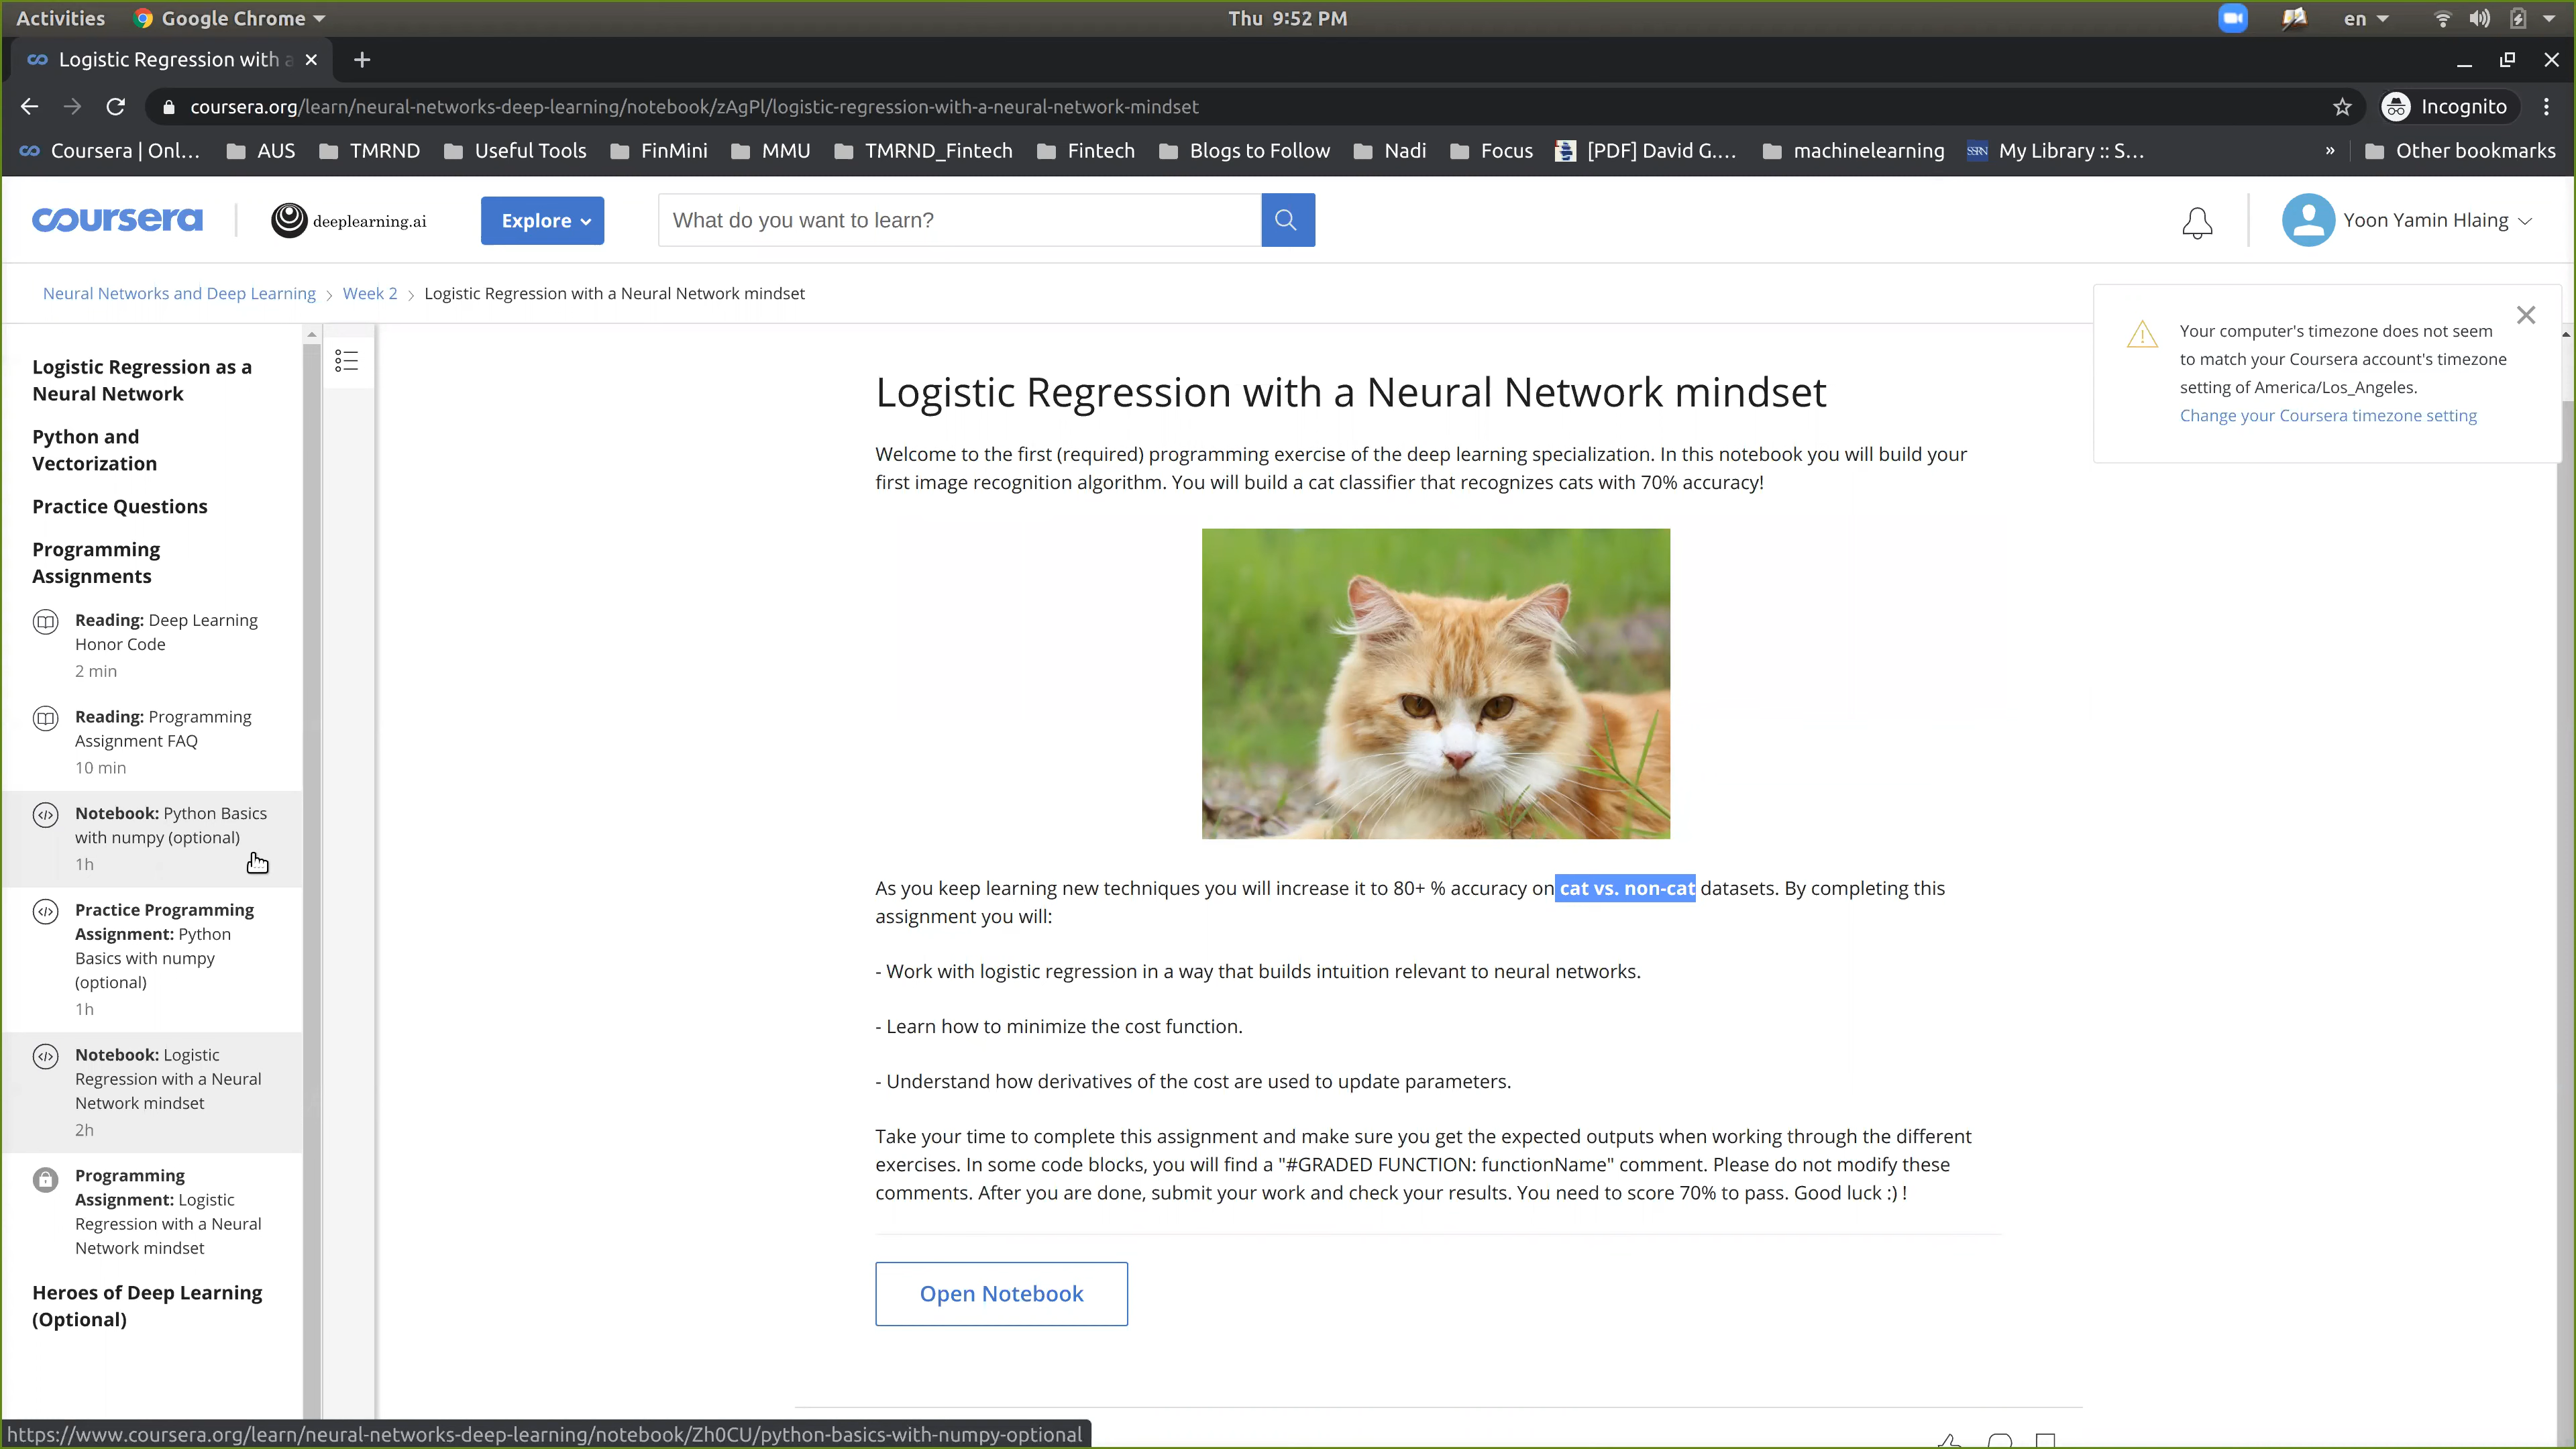 Activities Google Chrome Thu 9:52 PM en
Logistic Regression with a
coursera.org/learn/neural-networks-deep-learning/notebook/zAgPl/logistic-regression-with-a-neural-network-mindset Incognito
Coursera | Onl... AUS TMRND Useful Tools FinMini MMU TMRND_Fintech Fintech Blogs to Follow Nadi Focus [PDF] David G.... machinelearning SSRN My Library :: S... » Other bookmarks
coursera deeplearning.ai Explore What do you want to learn? Yoon Yamin Hlaing
Neural Networks and Deep Learning > Week 2 > Logistic Regression with a Neural Network mindset
Your computer's timezone does not seem
to match your Coursera account's timezone
setting of America/Los_Angeles.
Change your Coursera timezone setting
Logistic Regression as a
Neural Network
Python and
Vectorization
Practice Questions
Programming
Assignments
Reading: Deep Learning
Honor Code
2 min
Reading: Programming
Assignment FAQ
10 min
Notebook: Python Basics
with numpy (optional)
1h
Practice Programming
Assignment: Python
Basics with numpy
(optional)
1h
Notebook: Logistic
Regression with a Neural
Network mindset
2h
Programming
Assignment: Logistic
Regression with a Neural
Network mindset
Heroes of Deep Learning
(Optional)
Logistic Regression with a Neural Network mindset
Welcome to the first (required) programming exercise of the deep learning specialization. In this notebook you will build your
first image recognition algorithm. You will build a cat classifier that recognizes cats with 70% accuracy!
As you keep learning new techniques you will increase it to 80+ % accuracy on cat vs. non-cat datasets. By completing this
assignment you will:
- Work with logistic regression in a way that builds intuition relevant to neural networks.
- Learn how to minimize the cost function.
- Understand how derivatives of the cost are used to update parameters.
Take your time to complete this assignment and make sure you get the expected outputs when working through the different
exercises. In some code blocks, you will find a "#GRADED FUNCTION: functionName" comment. Please do not modify these
comments. After you are done, submit your work and check your results. You need to score 70% to pass. Good luck :) !
Open Notebook
https://www.coursera.org/learn/neural-networks-deep-learning/notebook/Zh0CU/python-basics-with-numpy-optional